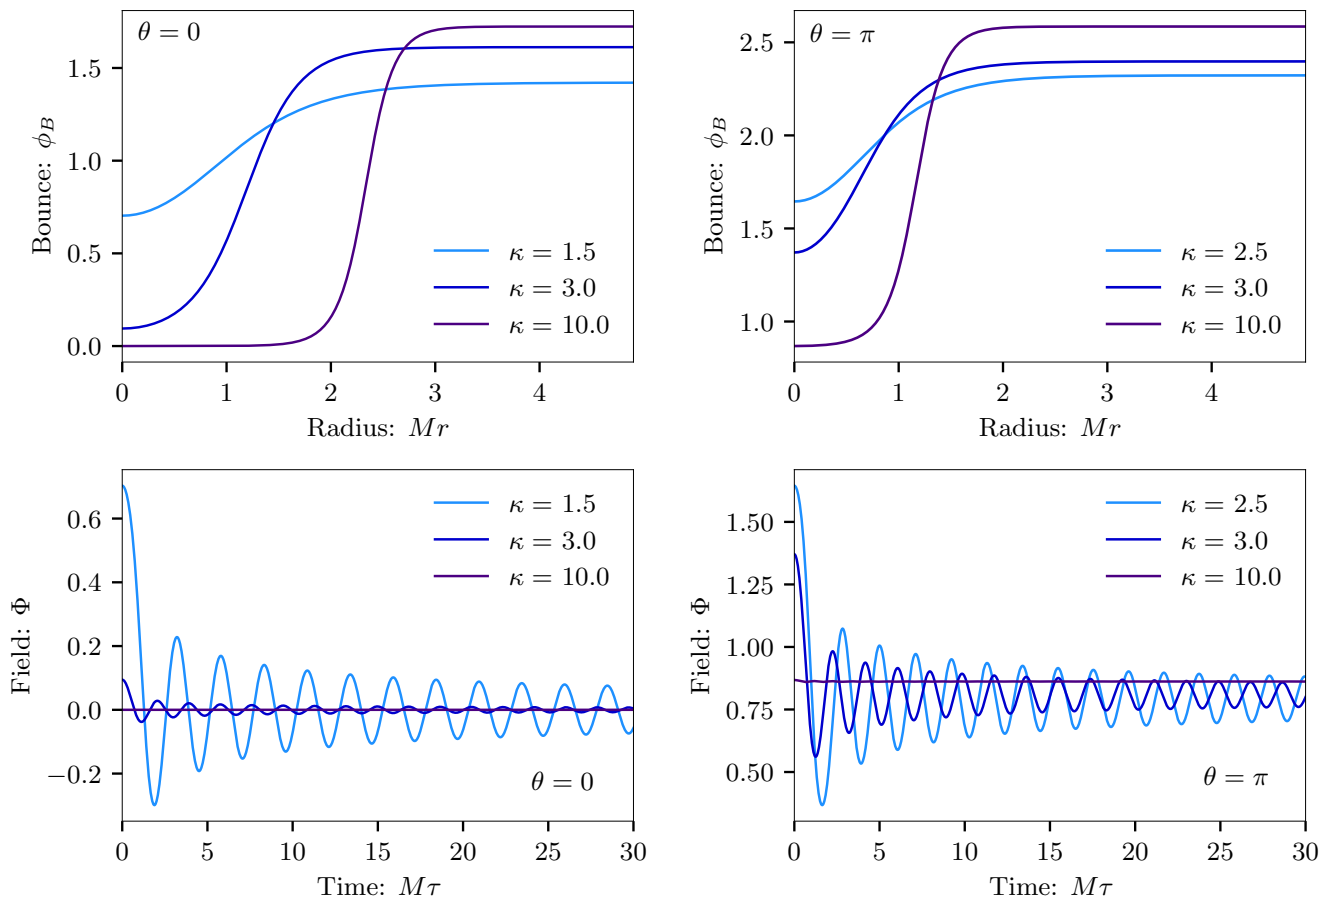 θ = 0
Bounce: ϕ_B
1.5
1.0
0.5
0.0
κ = 1.5
κ = 3.0
κ = 10.0
0 1 2 3 4
Radius: Mr
θ = π
Bounce: ϕ_B
2.5
2.0
1.5
1.0
κ = 2.5
κ = 3.0
κ = 10.0
0 1 2 3 4
Radius: Mr
Field: Φ
0.6
0.4
0.2
0.0
−0.2
κ = 1.5
κ = 3.0
κ = 10.0
θ = 0
0 5 10 15 20 25 30
Time: Mτ
Field: Φ
1.50
1.25
1.00
0.75
0.50
κ = 2.5
κ = 3.0
κ = 10.0
θ = π
0 5 10 15 20 25 30
Time: Mτ